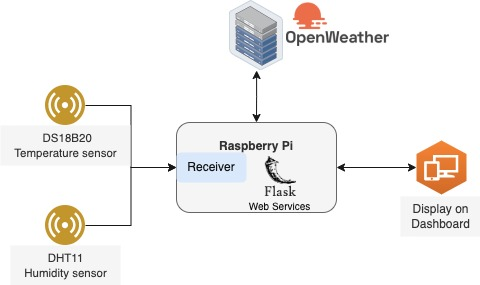 OpenWeather
DS18B20
Temperature sensor
Raspberry Pi
Receiver
Flask
Web Services
Display on
Dashboard
DHT11
Humidity sensor